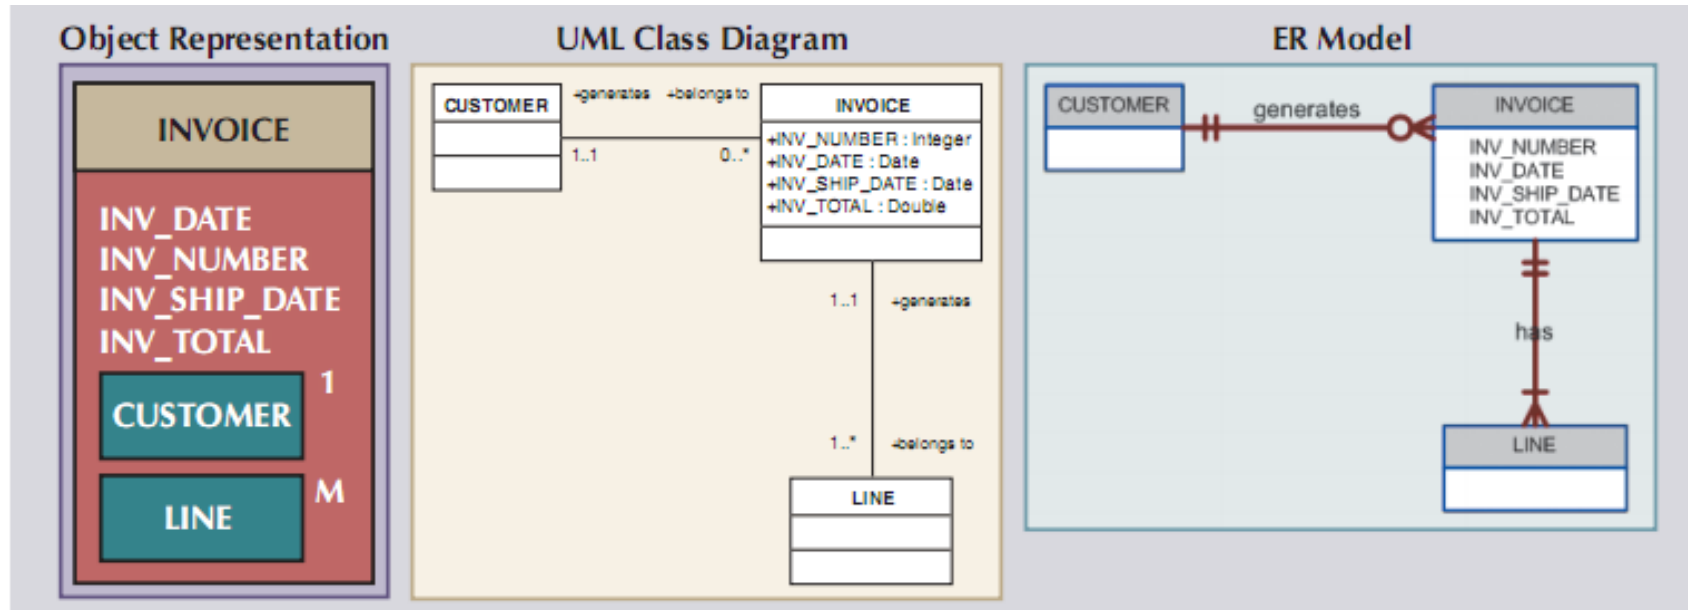 Object Representation
INVOICE
INV_DATE
INV_NUMBER
INV_SHIP_DATE
INV_TOTAL
CUSTOMER
1
LINE
M
UML Class Diagram
CUSTOMER
+generates
+belongs to
1..1
0..*
INVOICE
+INV_NUMBER : Integer
+INV_DATE : Date
+INV_SHIP_DATE : Date
+INV_TOTAL : Double
1..1
+generates
1..*
+belongs to
LINE
ER Model
CUSTOMER
generates
INVOICE
INV_NUMBER
INV_DATE
INV_SHIP_DATE
INV_TOTAL
has
LINE